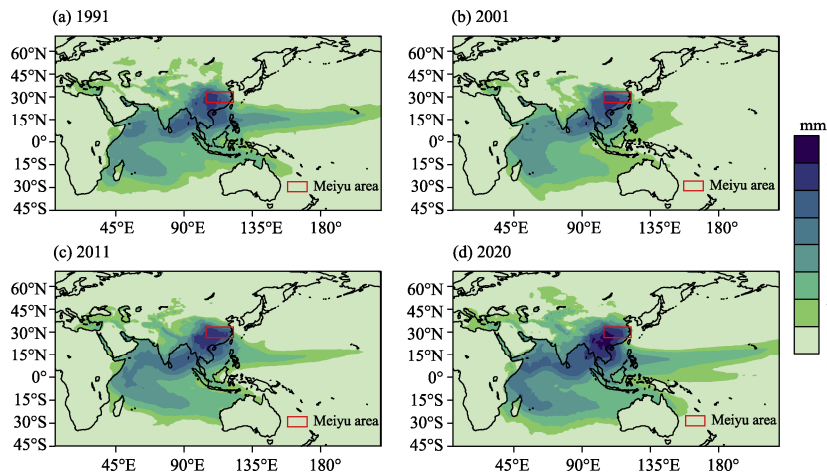 (a) 1991
60°N
45°N
30°N
15°N
0°
15°S
30°S
45°S
45°E
90°E
135°E
180°
Meiyu area
(b) 2001
60°N
45°N
30°N
15°N
0°
15°S
30°S
45°S
45°E
90°E
135°E
180°
Meiyu area
mm
(c) 2011
60°N
45°N
30°N
15°N
0°
15°S
30°S
45°S
45°E
90°E
135°E
180°
Meiyu area
(d) 2020
60°N
45°N
30°N
15°N
0°
15°S
30°S
45°S
45°E
90°E
135°E
180°
Meiyu area